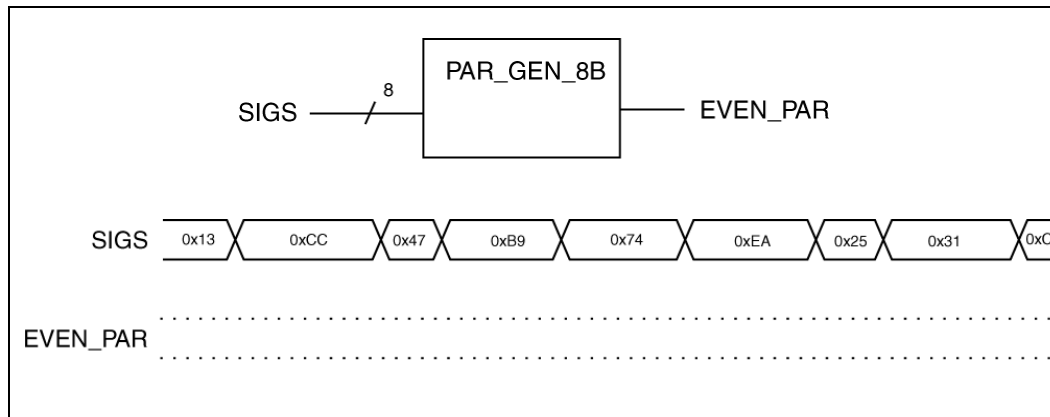 PAR_GEN_8B
8
SIGS
EVEN_PAR
SIGS 0x13 0xCC 0x47 0xB9 0x74 0xEA 0x25 0x31
EVEN_PAR